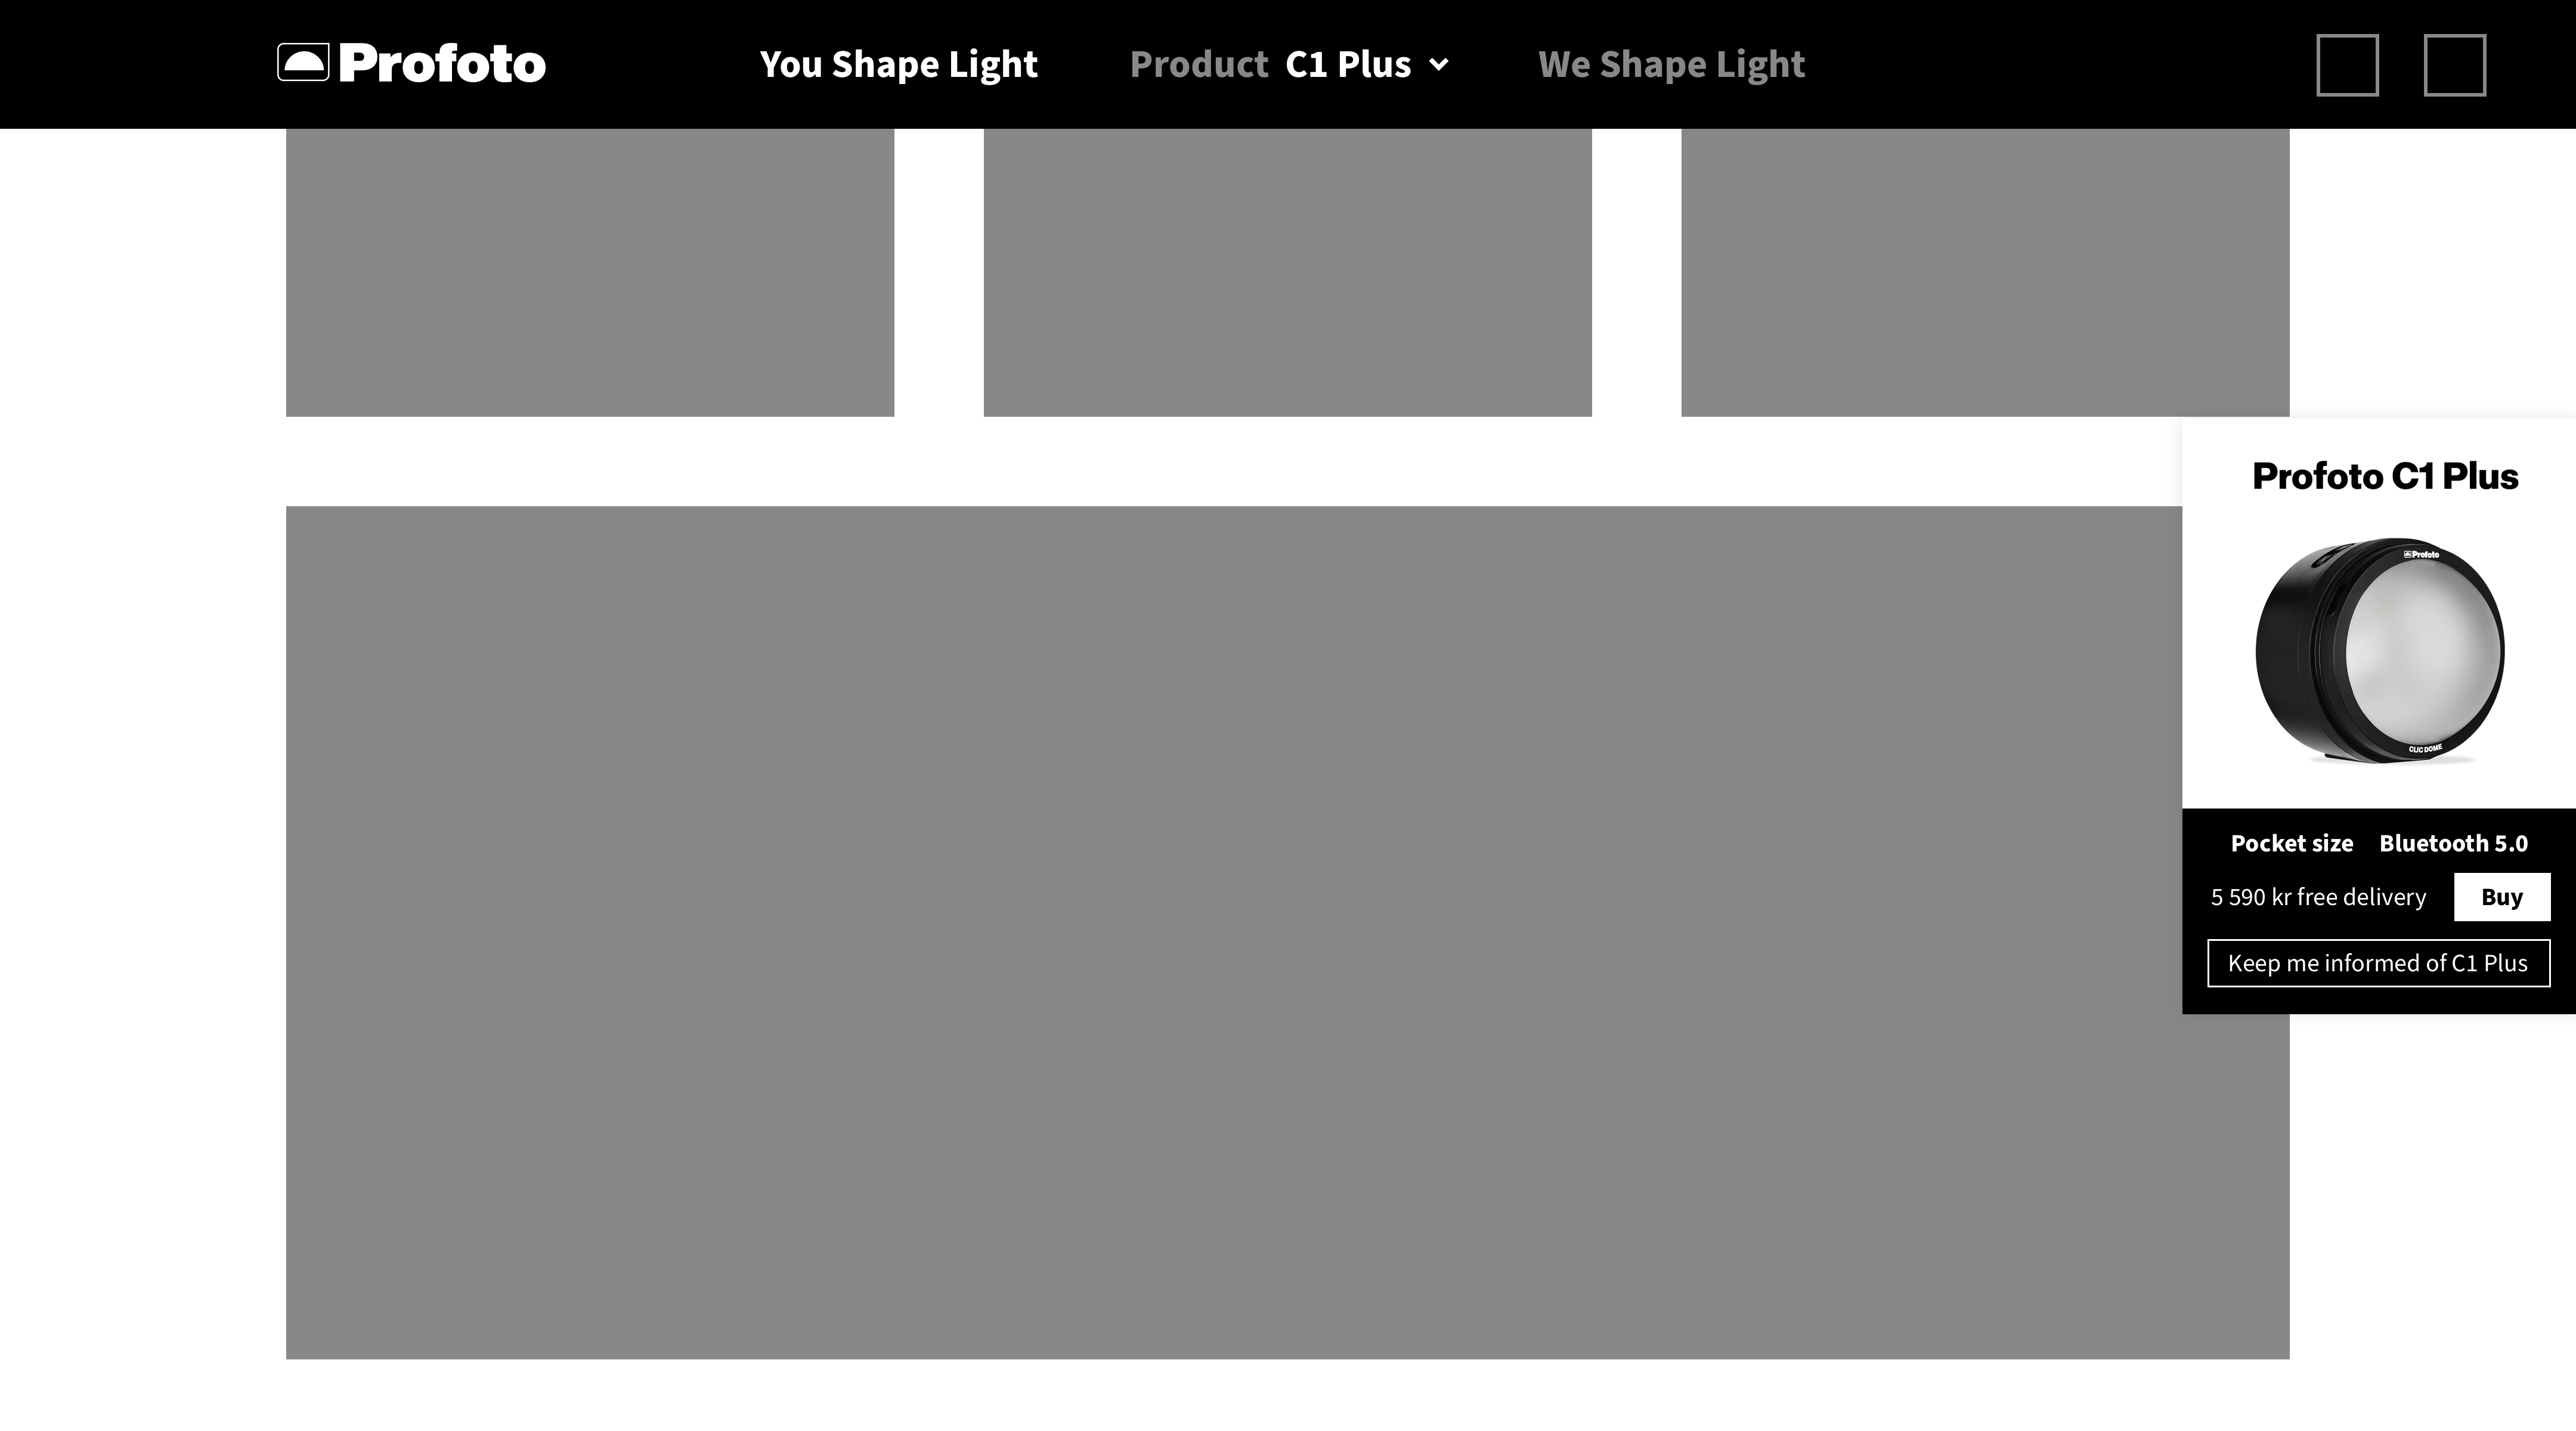 Profoto
You Shape Light
Product C1 Plus
We Shape Light
Profoto C1 Plus
Profoto
CLIC DOME
Pocket size
Bluetooth 5.0
5 590 kr free delivery
Buy
Keep me informed of C1 Plus